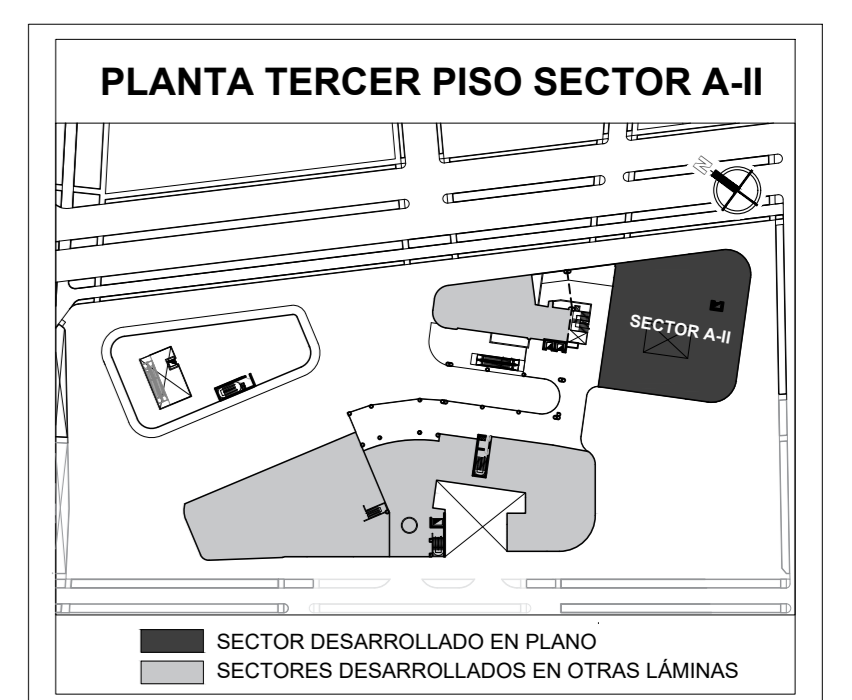 PLANTA TERCER PISO SECTOR A-II
N
SECTOR A-II
SECTOR DESARROLLADO EN PLANO
SECTORES DESARROLLADOS EN OTRAS LÁMINAS